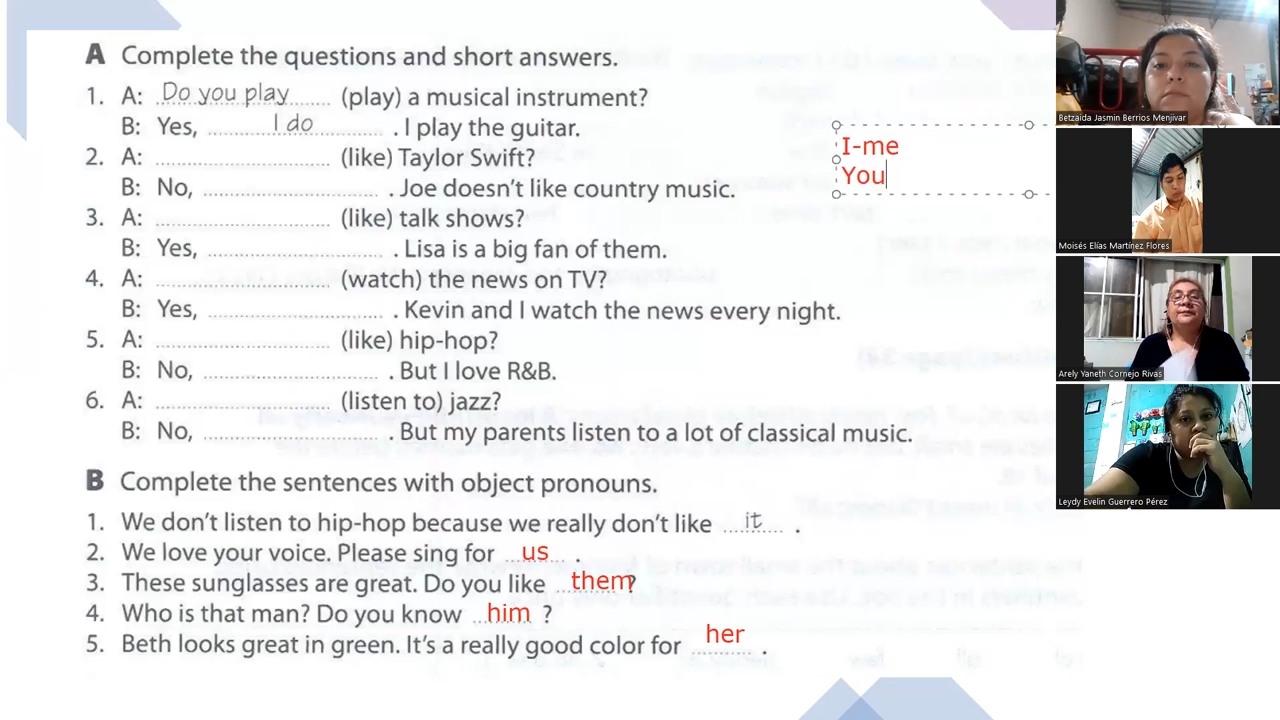 A Complete the questions and short answers.
1. A: Do you play (play) a musical instrument?
B: Yes, I do . I play the guitar.
2. A: (like) Taylor Swift?
B: No, . Joe doesn't like country music.
3. A: (like) talk shows?
B: Yes, . Lisa is a big fan of them.
4. A: (watch) the news on TV?
B: Yes, . Kevin and I watch the news every night.
5. A: (like) hip-hop?
B: No, . But I love R&B.
6. A: (listen to) jazz?
B: No, . But my parents listen to a lot of classical music.
I-me
You
B Complete the sentences with object pronouns.
1. We don't listen to hip-hop because we really don't like it .
2. We love your voice. Please sing for us .
3. These sunglasses are great. Do you like them?
4. Who is that man? Do you know him ?
5. Beth looks great in green. It's a really good color for her .
Betzaida Jasmin Berrios Menjivar
Moisés Elías Martínez Flores
Arely Yaneth Cornejo Rivas
Leydy Evelin Guerrero Pérez